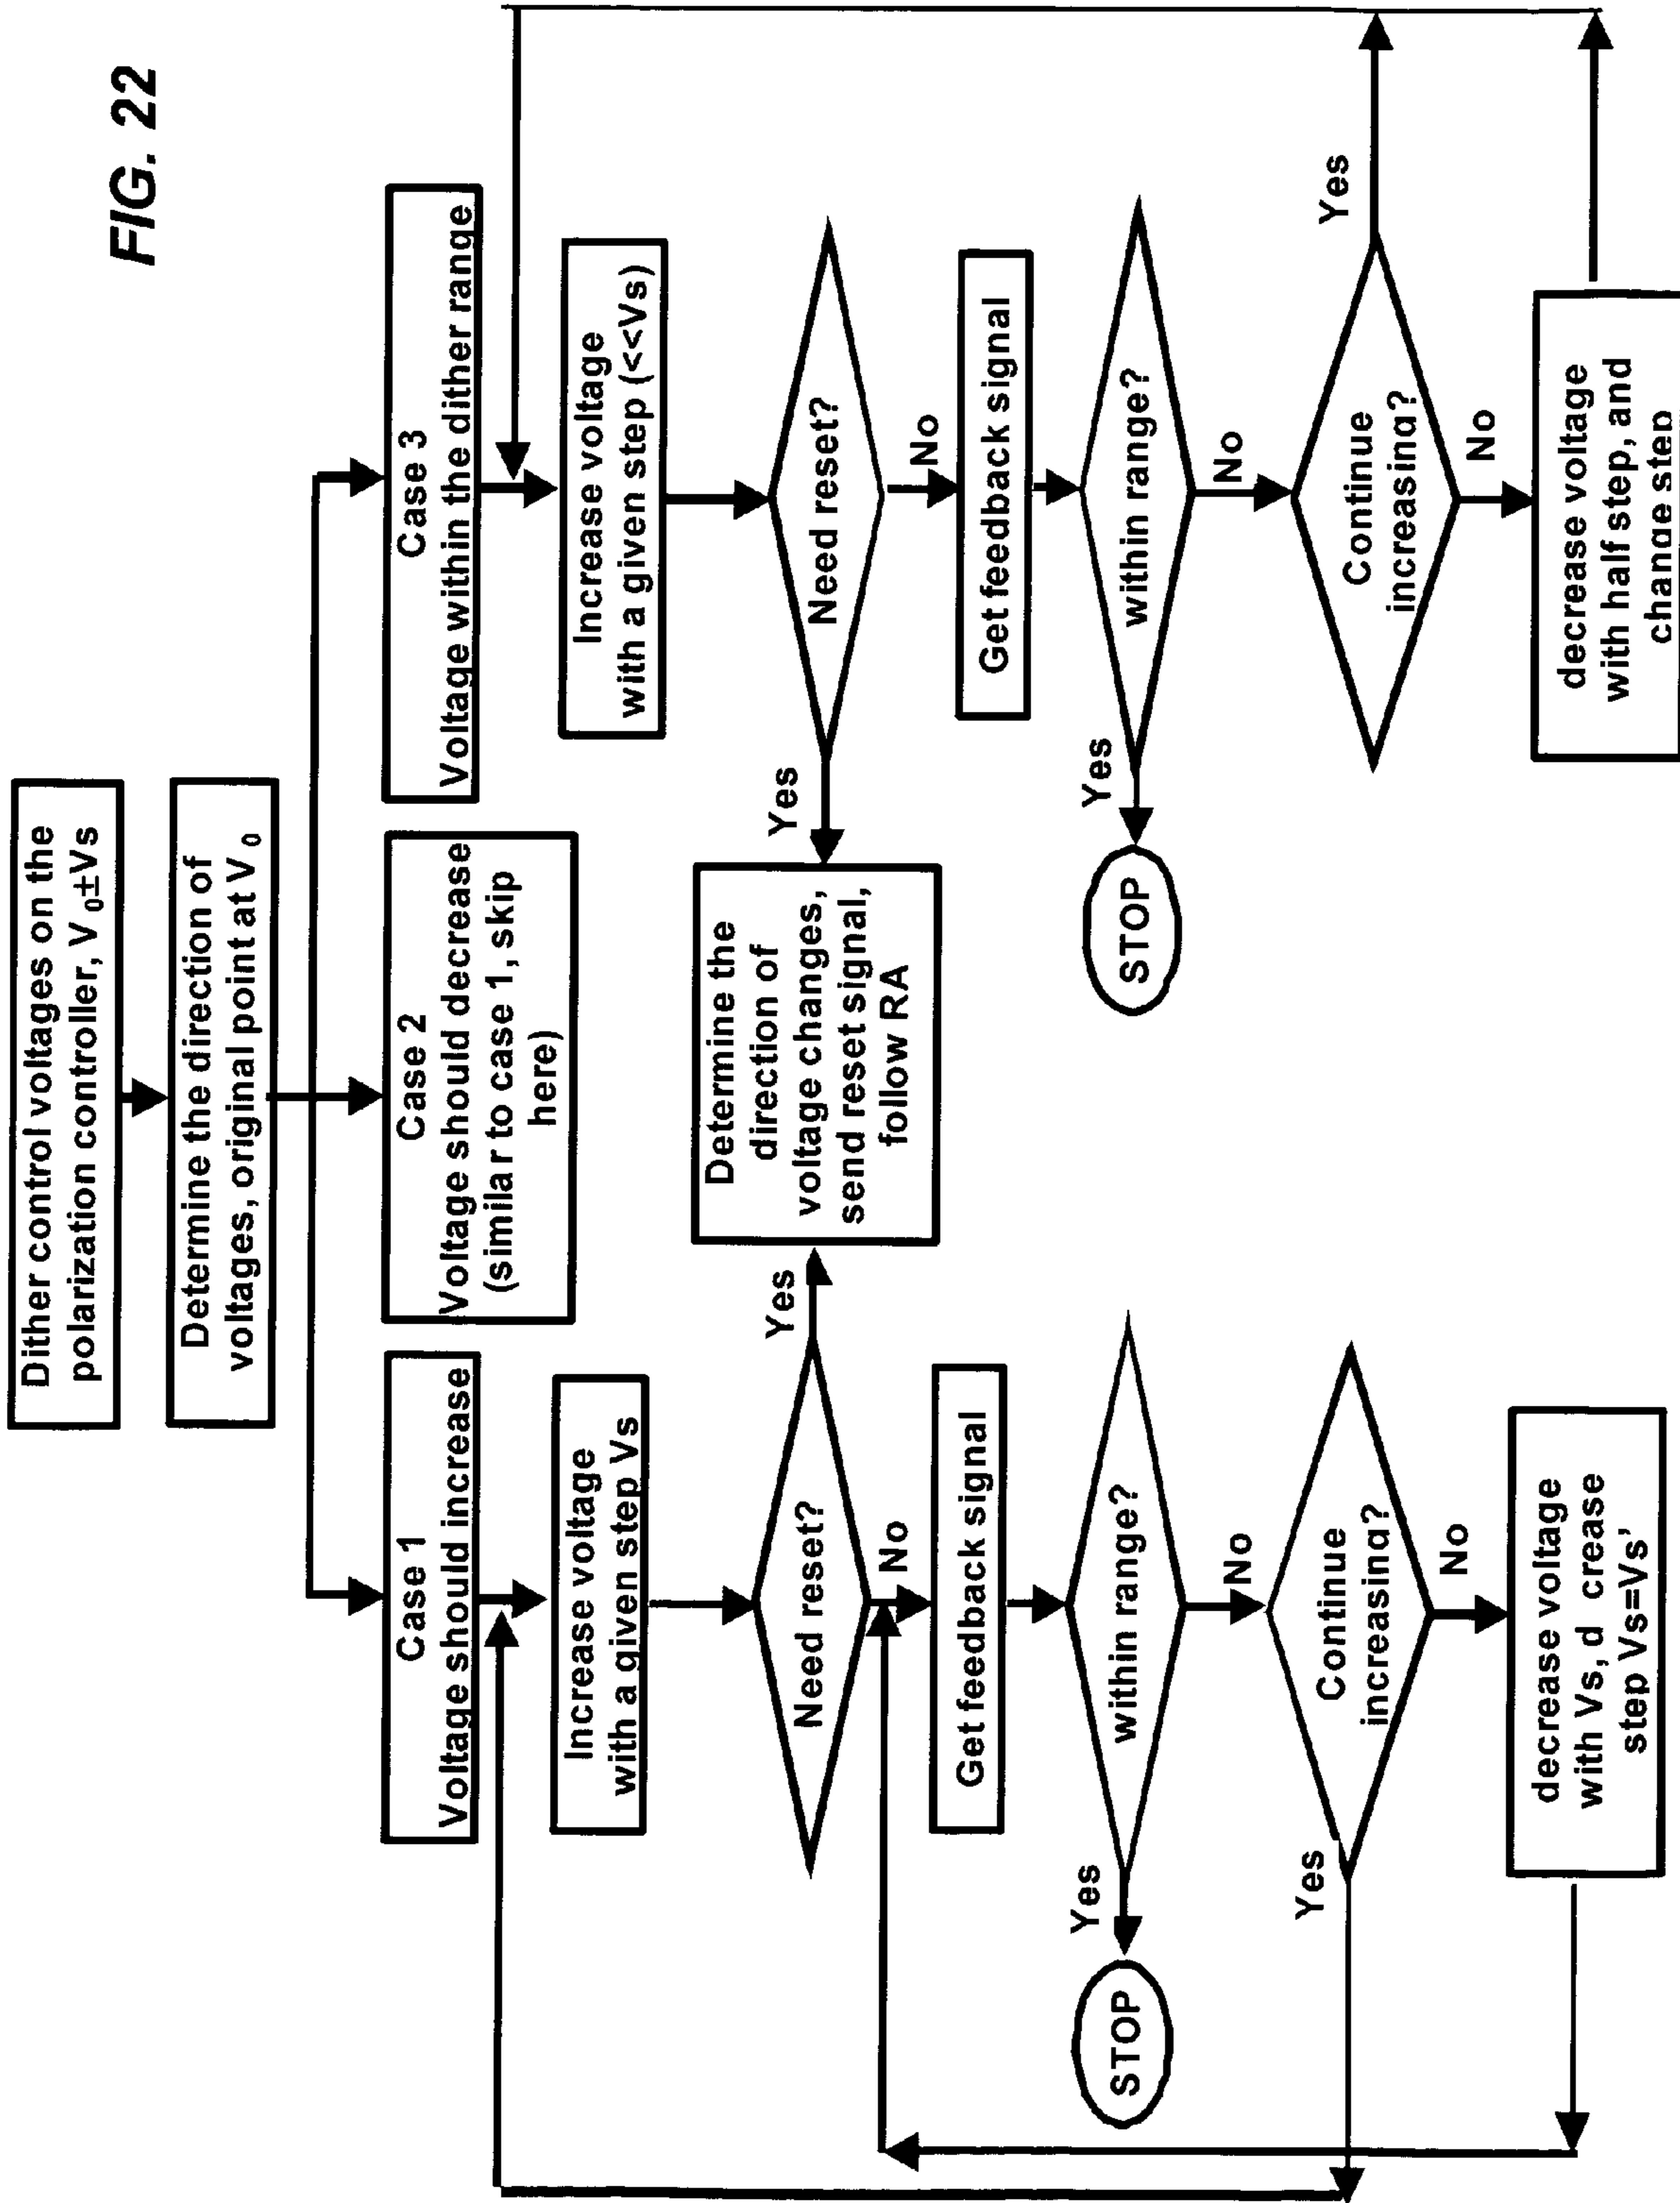 FIG. 22
Dither control voltages on the
polarization controller, V 0±Vs
Determine the direction of
voltages, original point at V 0
Case 1
Voltage should increase
Case 2
Voltage should decrease
(similar to case 1, skip
here)
Case 3
Voltage within the dither range
Increase voltage
with a given step Vs
Need reset?
Yes
No
Get feedback signal
within range?
Yes
STOP
No
Continue
increasing?
Yes
No
decrease voltage
with Vs, d crease
step Vs=Vs'
Determine the
direction of
voltage changes,
send reset signal,
follow RA
Increase voltage
with a given step (<<Vs)
Need reset?
Yes
No
Get feedback signal
within range?
Yes
STOP
No
Continue
increasing?
Yes
No
decrease voltage
with half step, and
change step